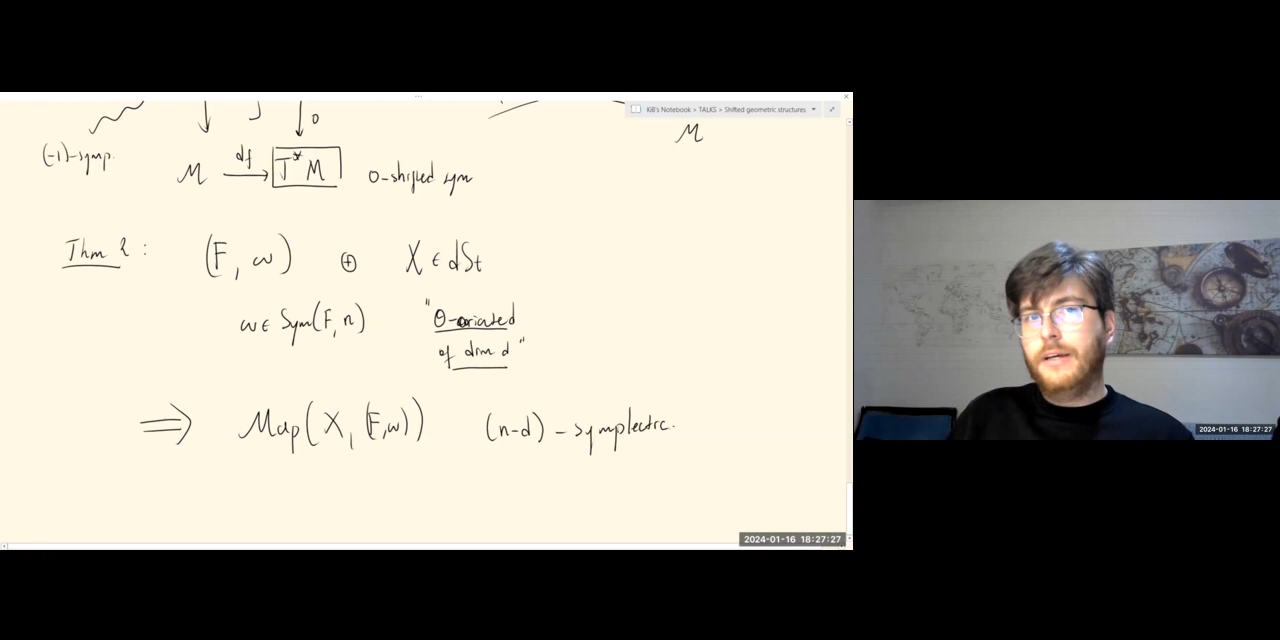 KiB's Notebook > TALKS > Shifted geometric structures
0
M
(-1)-symp.
df
M → T*M 0-shifted sym
Thm 2 : (F, ω) ⊕ X ∈ dSt
ω ∈ Sym(F, n) "O-oriented
of dim d"
⟹ Map(X, (F, ω)) (n-d) - symplectic.
2024-01-16 18:27:27
2024-01-16 18:27:27